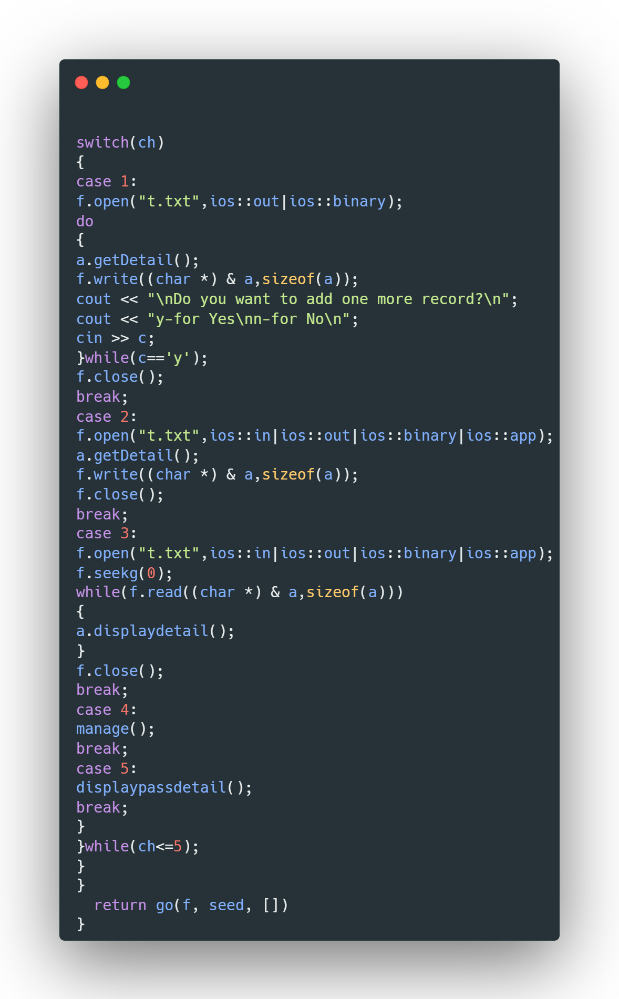 switch(ch)
{
case 1:
f.open("t.txt",ios::out|ios::binary);
do
{
a.getDetail();
f.write((char *) & a,sizeof(a));
cout << "\nDo you want to add one more record?\n";
cout << "y-for Yes\nn-for No\n";
cin >> c;
}while(c=='y');
f.close();
break;
case 2:
f.open("t.txt",ios::in|ios::out|ios::binary|ios::app);
a.getDetail();
f.write((char *) & a,sizeof(a));
f.close();
break;
case 3:
f.open("t.txt",ios::in|ios::out|ios::binary|ios::app);
f.seekg(0);
while(f.read((char *) & a,sizeof(a)))
{
a.displaydetail();
}
f.close();
break;
case 4:
manage();
break;
case 5:
displaypassdetail();
break;
}
}while(ch<=5);
}
}
  return go(f, seed, [])
}